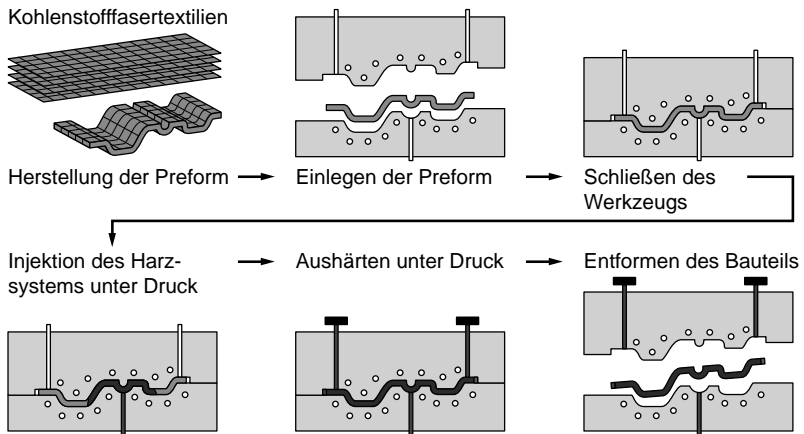 Kohlenstofffasertextilien
Herstellung der Preform
Einlegen der Preform
Schließen des
Werkzeugs
Injektion des Harz-
systems unter Druck
Aushärten unter Druck
Entformen des Bauteils